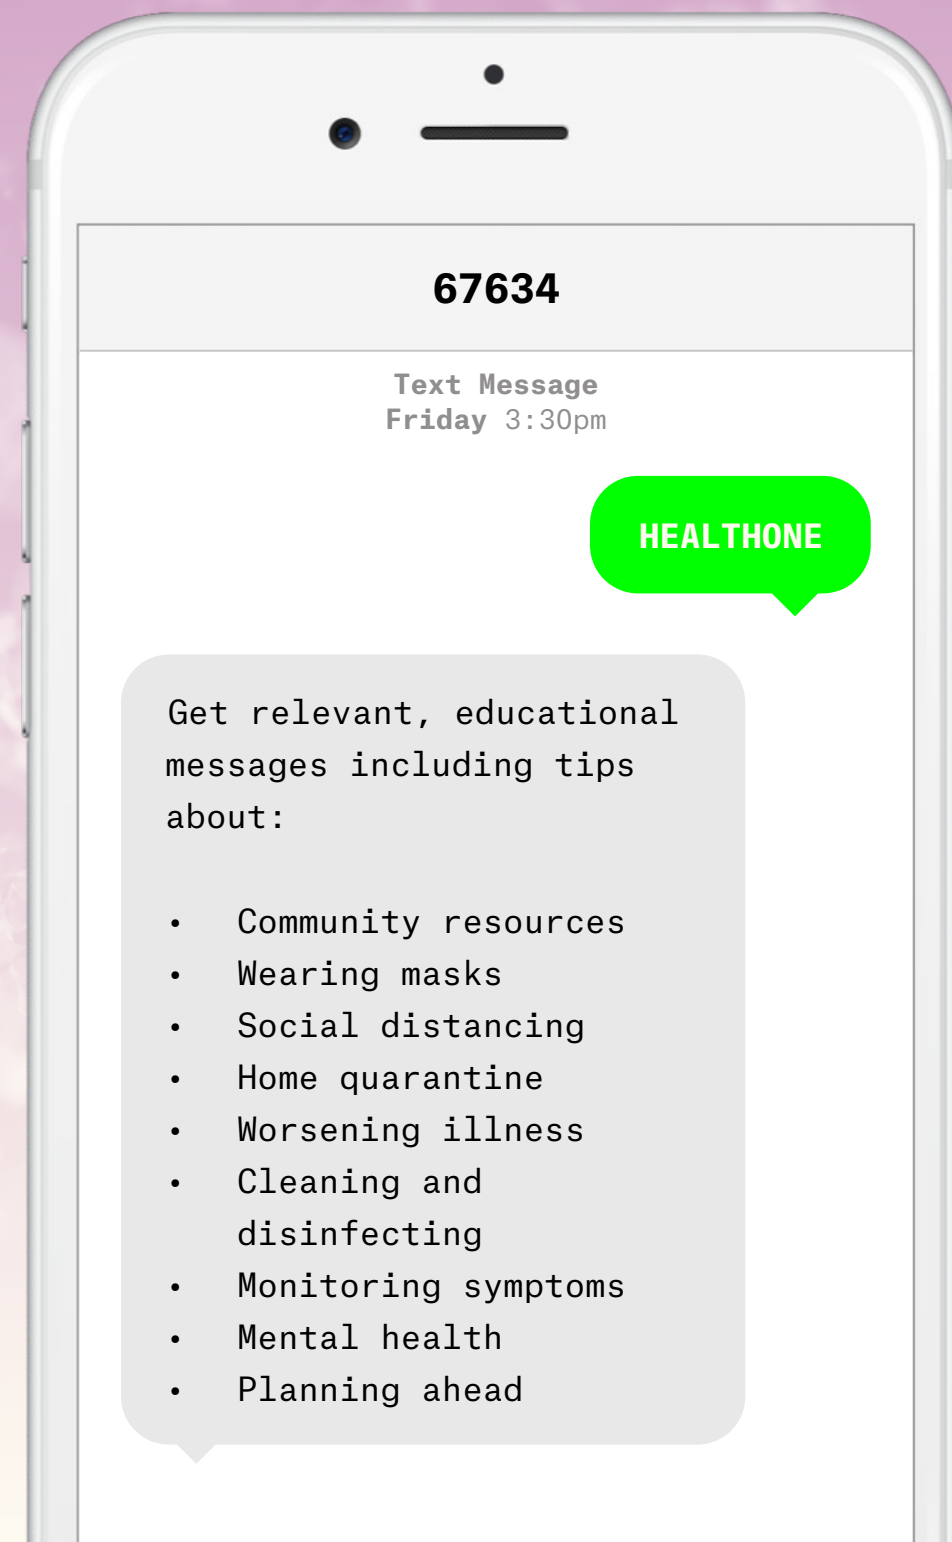 67634
Text Message
Friday 3:30pm
HEALTHONE
Get relevant, educational
messages including tips
about:
• Community resources
• Wearing masks
• Social distancing
• Home quarantine
• Worsening illness
• Cleaning and
disinfecting
• Monitoring symptoms
• Mental health
• Planning ahead